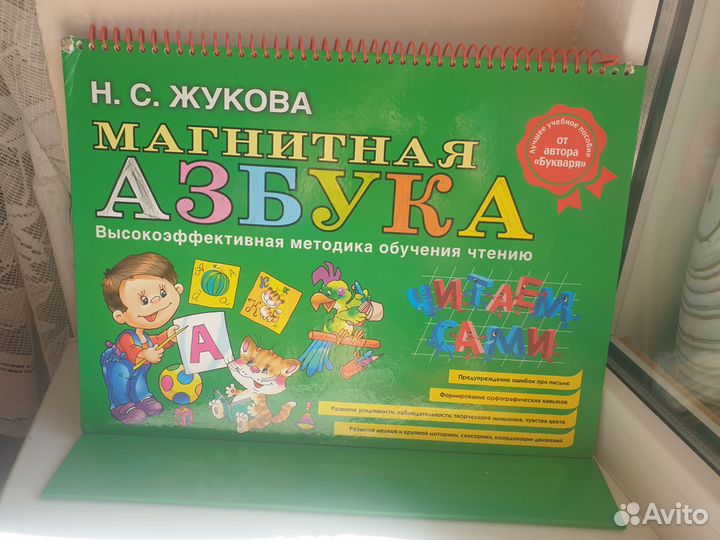 Н. С. ЖУКОВА
МАГНИТНАЯ
АЗБУКА
Высокоэффективная методика обучения чтению
Лучшее учебное пособие
от
автора
«Букваря»
А
ЧИТАЕМ
САМИ
Предупреждение ошибок при письме
Формирование орфографических навыков
Развитие усидчивости, наблюдательности, творческого мышления, чувства цвета
Развитие мелкой и крупной моторики, сенсорики, координации движений
Avito